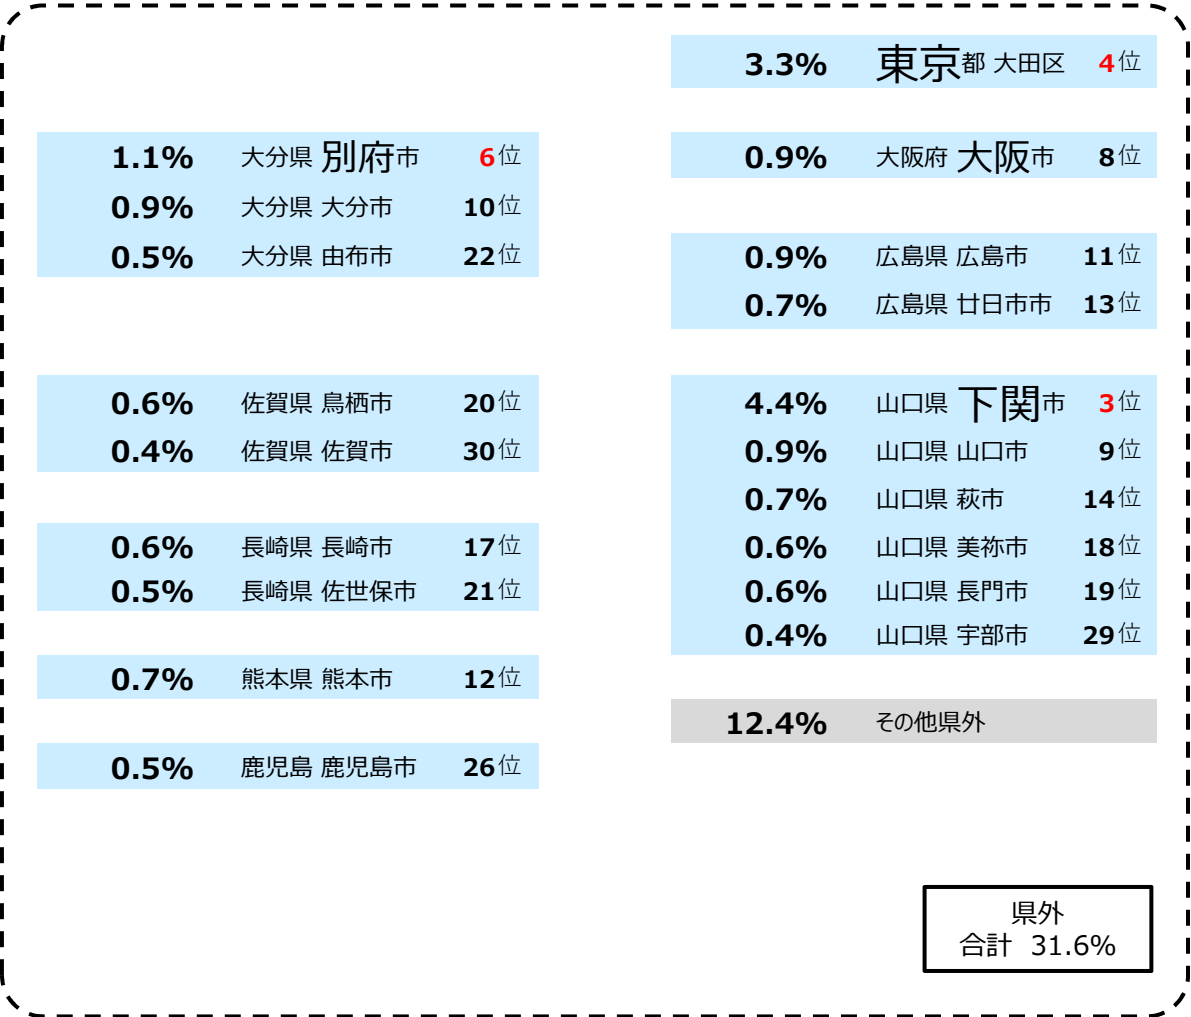 1.1% 大分県 別府市 6位
0.9% 大分県 大分市 10位
0.5% 大分県 由布市 22位
0.6% 佐賀県 鳥栖市 20位
0.4% 佐賀県 佐賀市 30位
0.6% 長崎県 長崎市 17位
0.5% 長崎県 佐世保市 21位
0.7% 熊本県 熊本市 12位
0.5% 鹿児島 鹿児島市 26位
3.3% 東京都 大田区 4位
0.9% 大阪府 大阪市 8位
0.9% 広島県 広島市 11位
0.7% 広島県 廿日市市 13位
4.4% 山口県 下関市 3位
0.9% 山口県 山口市 9位
0.7% 山口県 萩市 14位
0.6% 山口県 美祢市 18位
0.6% 山口県 長門市 19位
0.4% 山口県 宇部市 29位
12.4% その他県外
県外
合計 31.6%